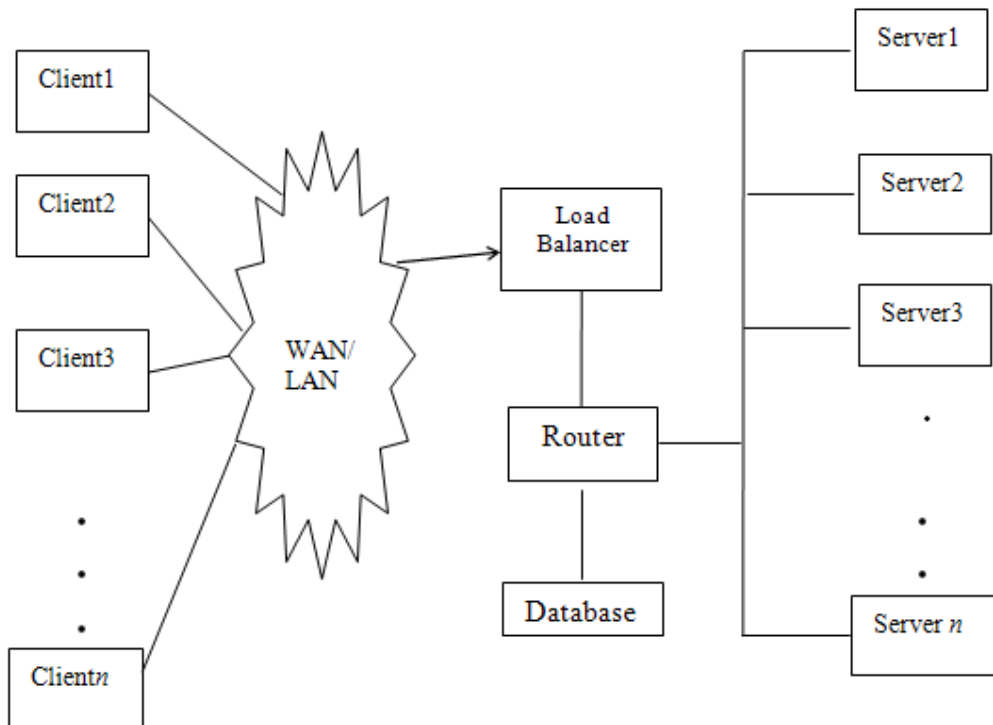 Client1
Client2
Client3
Clientn
WAN/
LAN
Load
Balancer
Router
Database
Server1
Server2
Server3
Server n